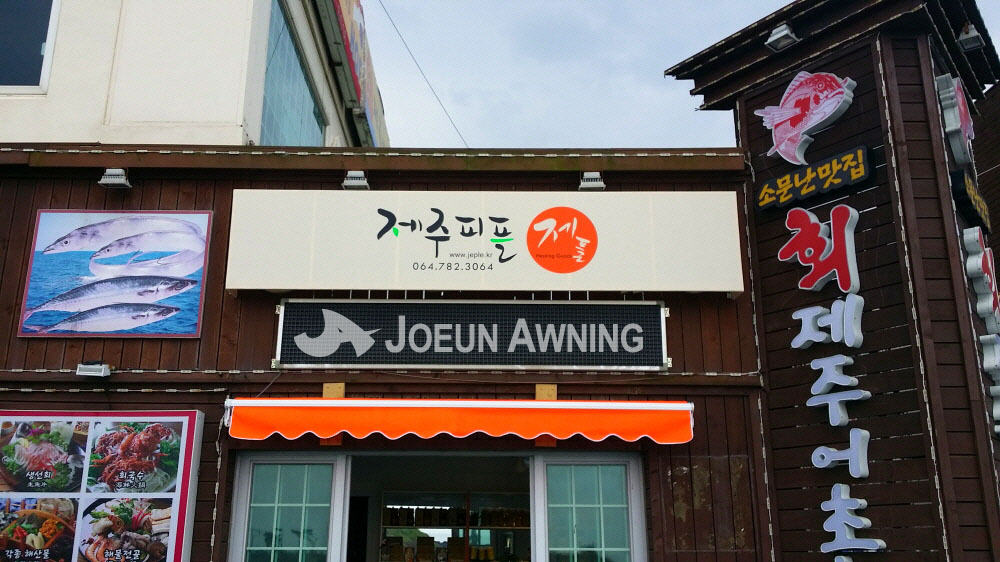 제주피플
www.jeple.kr
064.782.3064
제플
JOEUN AWNING
소문난맛집
회
제주어초
생선회
회국수
각종 해산물
해물전골